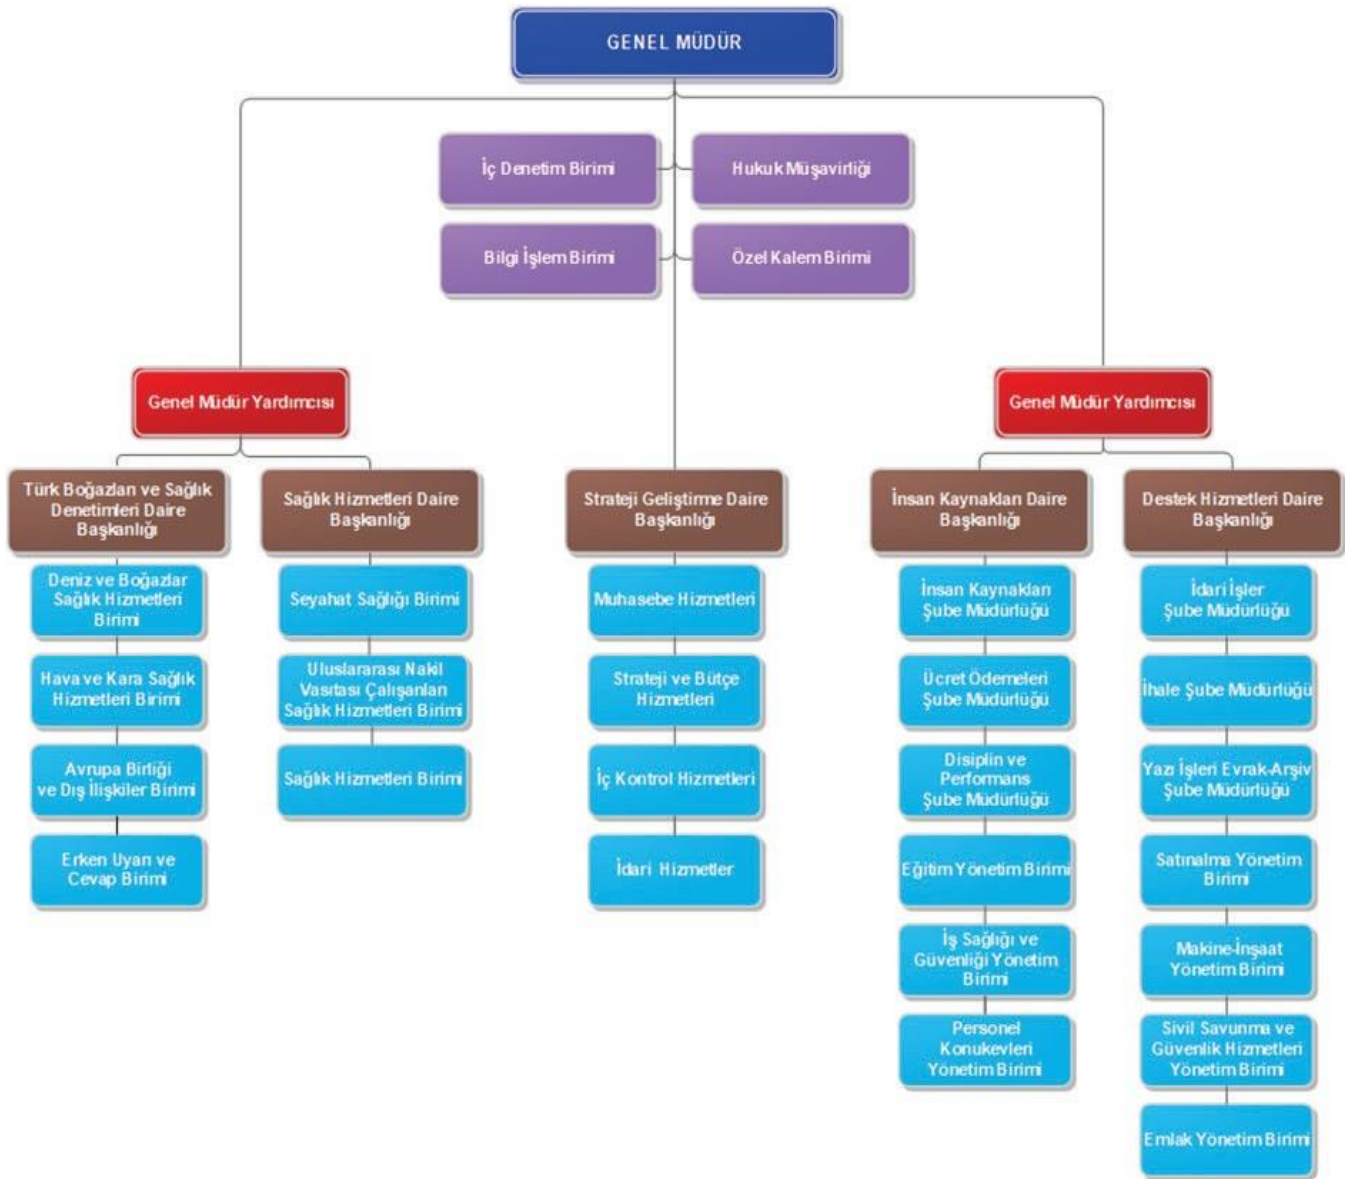 GENEL MÜDÜR
İç Denetim Birimi
Hukuk Müşavirliği
Bilgi İşlem Birimi
Özel Kalem Birimi
Genel Müdür Yardımcısı
Genel Müdür Yardımcısı
Türk Boğazları ve Sağlık
Denetimleri Daire
Başkanlığı
Sağlık Hizmetleri Daire
Başkanlığı
Strateji Geliştirme Daire
Başkanlığı
İnsan Kaynakları Daire
Başkanlığı
Destek Hizmetleri Daire
Başkanlığı
Deniz ve Boğazlar
Sağlık Hizmetleri
Birimi
Hava ve Kara Sağlık
Hizmetleri Birimi
Avrupa Birliği
ve Dış İlişkiler Birimi
Erken Uyarı ve
Cevap Birimi
Seyahat Sağlığı Birimi
Uluslararası Nakil
Vasıtası Çalışanları
Sağlık Hizmetleri Birimi
Sağlık Hizmetleri Birimi
Muhasebe Hizmetleri
Strateji ve Bütçe
Hizmetleri
İç Kontrol Hizmetleri
İdari Hizmetler
İnsan Kaynakları
Şube Müdürlüğü
Ücret Ödemeleri
Şube Müdürlüğü
Disiplin ve
Performans
Şube Müdürlüğü
Eğitim Yönetim Birimi
İş Sağlığı ve
Güvenliği Yönetim
Birimi
Personel
Konukevleri
Yönetim Birimi
İdari İşler
Şube Müdürlüğü
İhale Şube Müdürlüğü
Yazı İşleri Evrak-Arşiv
Şube Müdürlüğü
Satınalma Yönetim
Birimi
Makine-İnşaat
Yönetim Birimi
Sivil Savunma ve
Güvenlik Hizmetleri
Yönetim Birimi
Emlak Yönetim Birimi